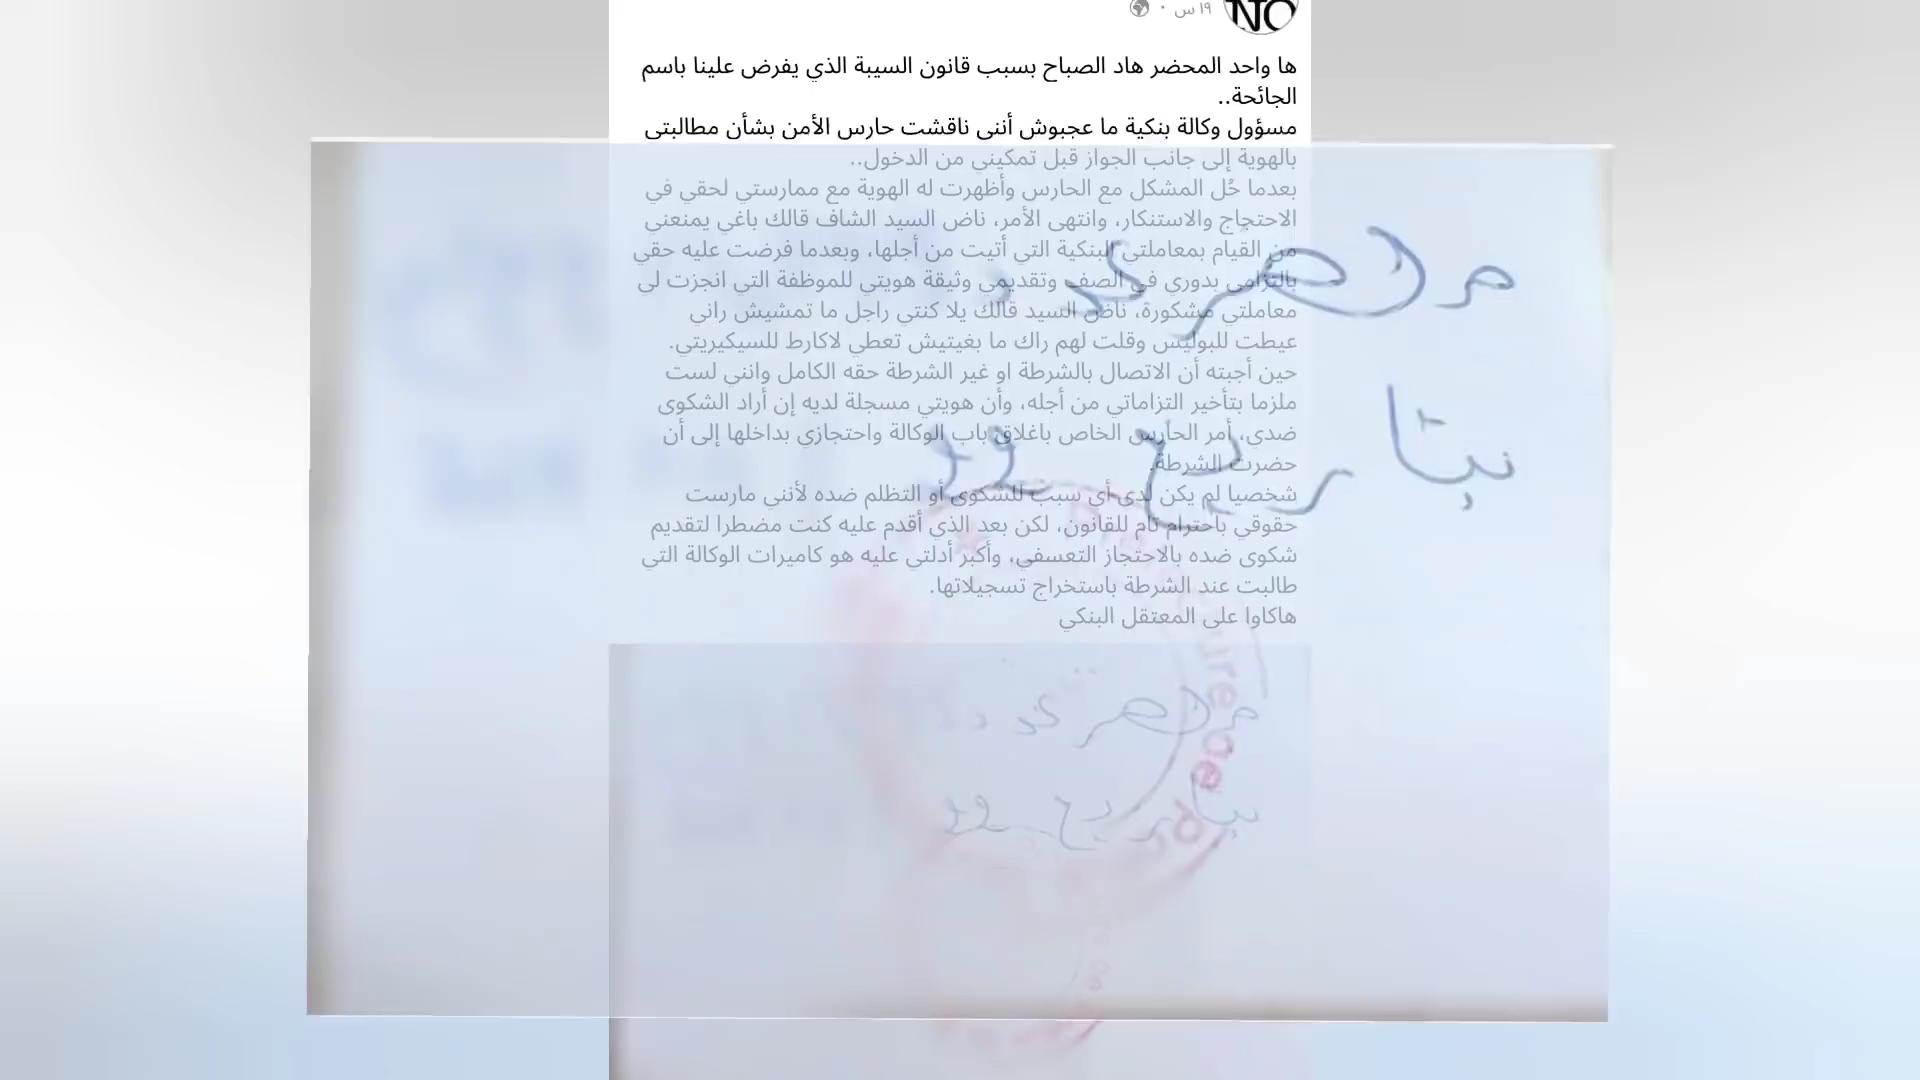 NO
١٩ س ·
ها واحد المحضر هاد الصباح بسبب قانون السيبة الذي يفرض علينا باسم
الجائحة..
مسؤول وكالة بنكية ما عجبوش أنني ناقشت حارس الأمن بشأن مطالبتي
بالهوية إلى جانب الجواز قبل تمكيني من الدخول..
بعدما حُل المشكل مع الحارس وأظهرت له الهوية مع ممارستي لحقي في
الاحتجاج والاستنكار، وانتهى الأمر، ناض السيد الشاف قالك باغي يمنعني
من القيام بمعاملتي البنكية التي أتيت من أجلها، وبعدما فرضت عليه حقي
بالتزامي بدوري في الصف وتقديمي وثيقة هويتي للموظفة التي انجزت لي
معاملتي مشكورة، ناض السيد قالك يلا كنتي راجل ما تمشيش راني
عيطت للبوليس وقلت لهم راك ما بغيتيش تعطي لاكارط للسيكيريتي.
حين أجبته أن الاتصال بالشرطة او غير الشرطة حقه الكامل وانني لست
ملزما بتأخير التزاماتي من أجله، وأن هويتي مسجلة لديه إن أراد الشكوى
ضدي، أمر الحارس الخاص باغلاق باب الوكالة واحتجازي بداخلها إلى أن
حضرت الشرطة.
شخصيا لم يكن لدي أي سبب للشكوى أو التظلم ضده لأنني مارست
حقوقي باحترام تام للقانون، لكن بعد الذي أقدم عليه كنت مضطرا لتقديم
شكوى ضده بالاحتجاز التعسفي، وأكبر أدلتي عليه هو كاميرات الوكالة التي
طالبت عند الشرطة باستخراج تسجيلاتها.
هاكاوا على المعتقل البنكي
بتاريخ
بتاريخ